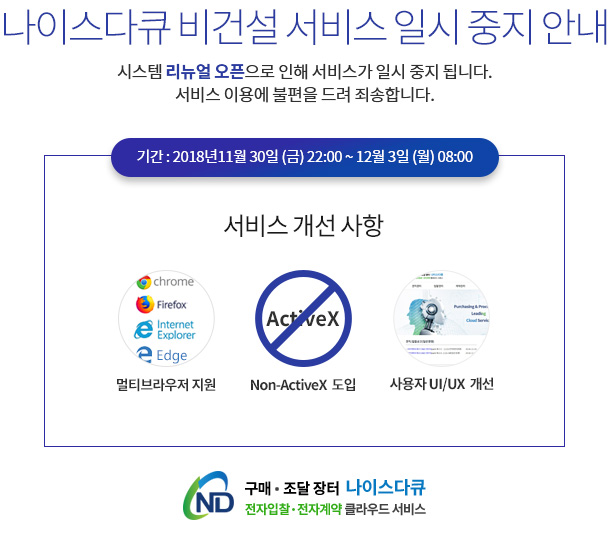 나이스다큐 비건설 서비스 일시 중지 안내
시스템 리뉴얼 오픈으로 인해 서비스가 일시 중지 됩니다.
서비스 이용에 불편을 드려 죄송합니다.
기간 : 2018년11월 30일 (금) 22:00 ~ 12월 3일 (월) 08:00
서비스 개선 사항
chrome
Firefox
Internet
Explorer
Edge
ActiveX
Purchasing &
Leading
Cloud
멀티브라우저 지원
Non-ActiveX 도입
사용자 UI/UX 개선
ND
구매 • 조달 장터 나이스다큐
전자입찰 • 전자계약 클라우드 서비스